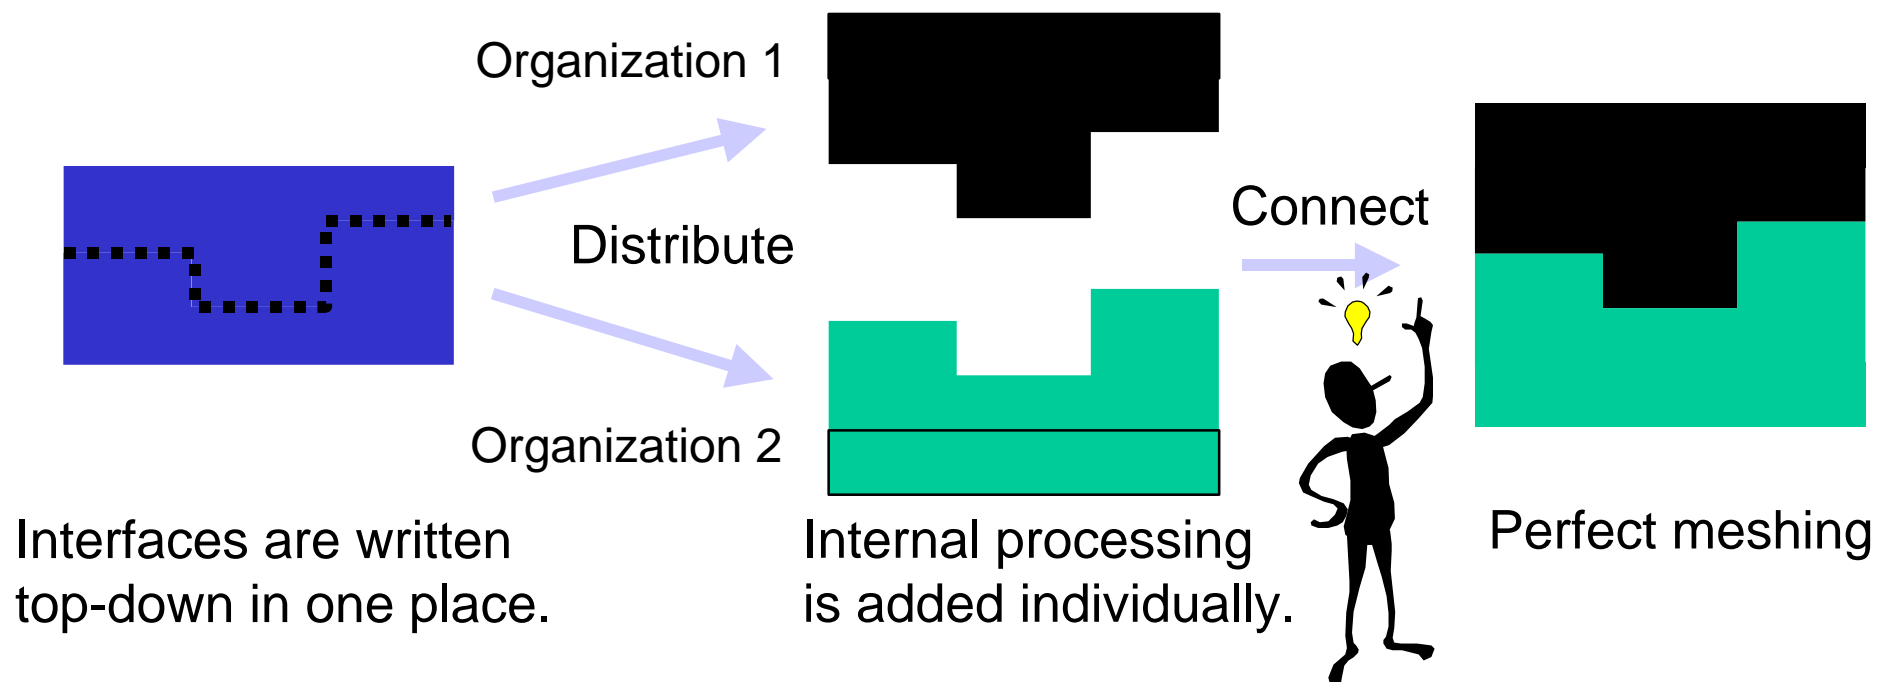 Organization 1
Distribute
Organization 2
Connect
Interfaces are written
top-down in one place.
Internal processing
is added individually.
Perfect meshing